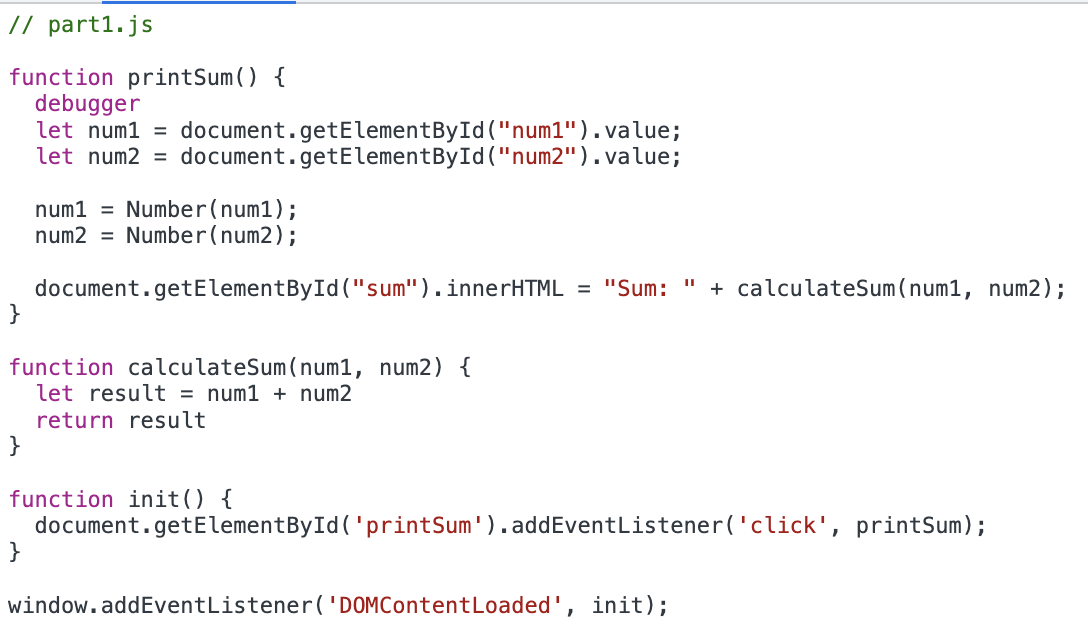 // part1.js
function printSum() {
  debugger
  let num1 = document.getElementById("num1").value;
  let num2 = document.getElementById("num2").value;
  num1 = Number(num1);
  num2 = Number(num2);
  document.getElementById("sum").innerHTML = "Sum: " + calculateSum(num1, num2);
}
function calculateSum(num1, num2) {
  let result = num1 + num2
  return result
}
function init() {
  document.getElementById('printSum').addEventListener('click', printSum);
}
window.addEventListener('DOMContentLoaded', init);